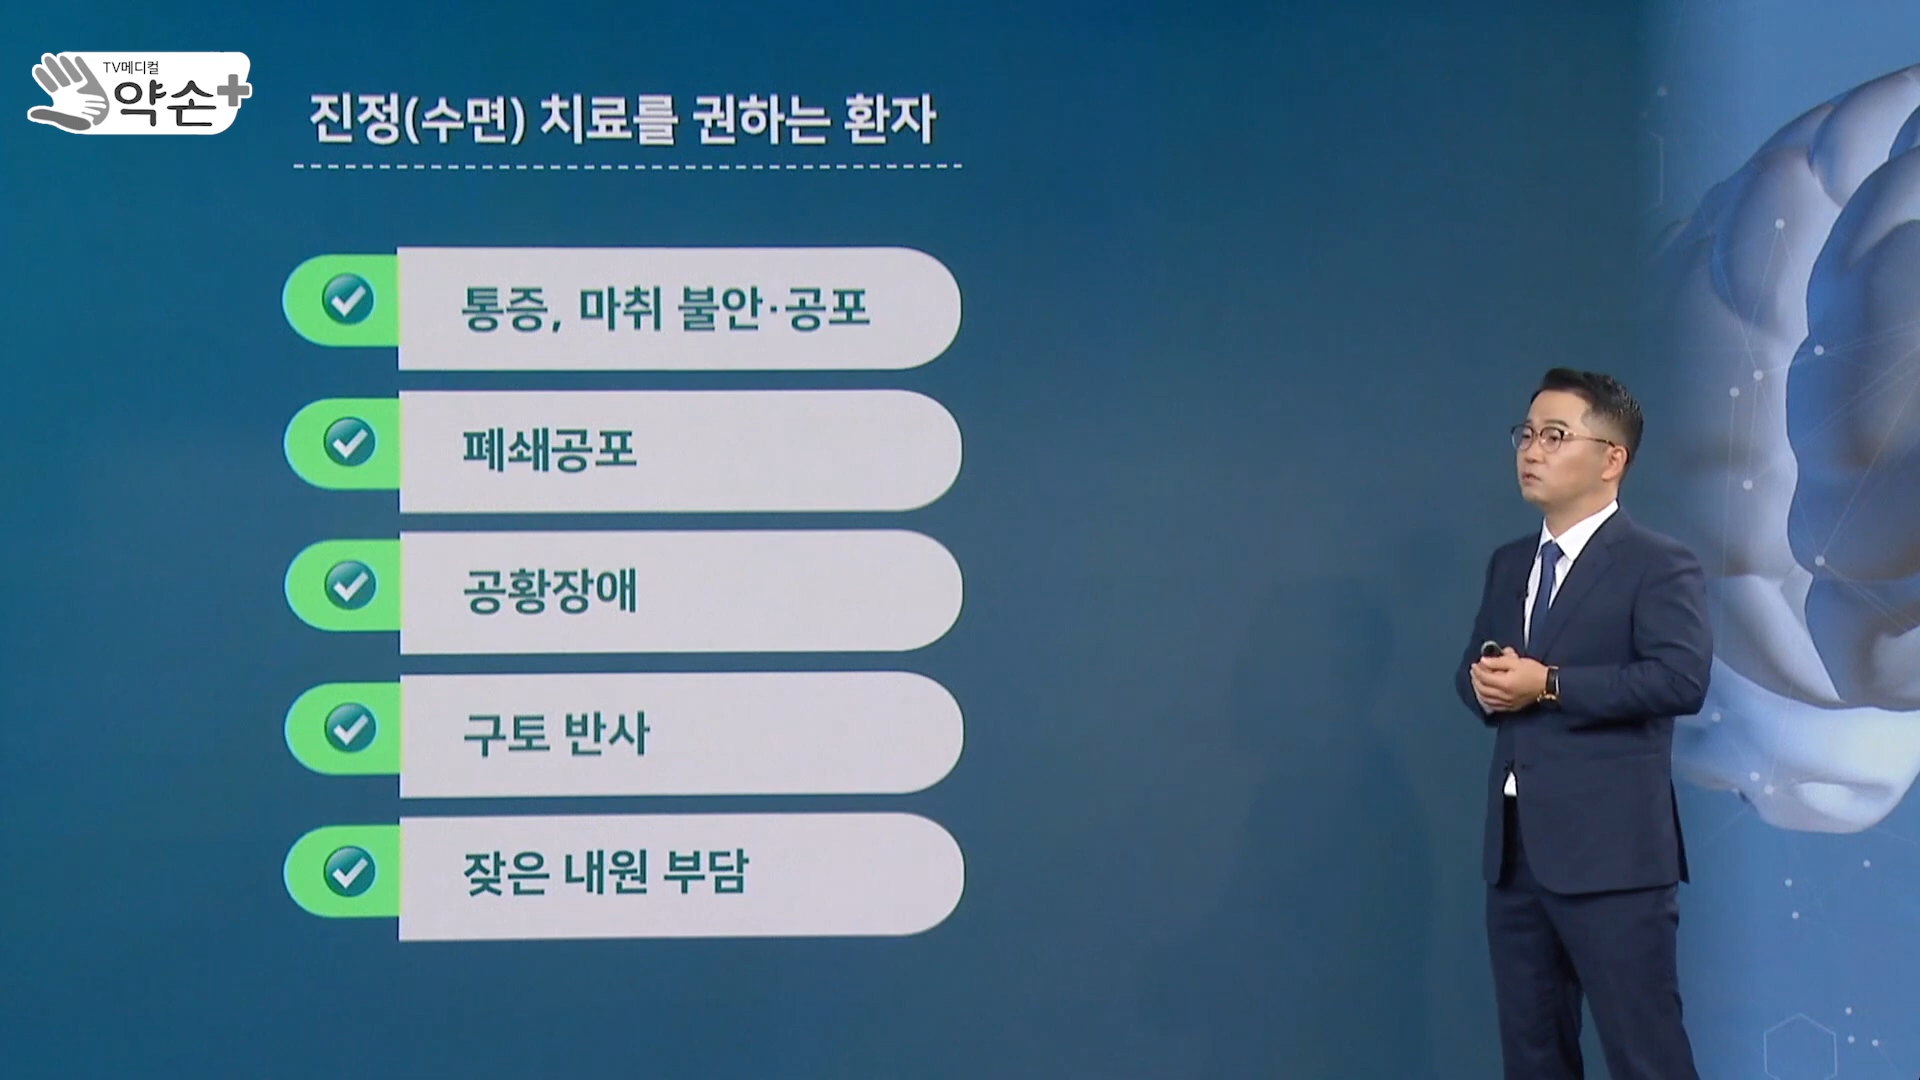 TV메디컬
약손+
진정(수면) 치료를 권하는 환자
통증, 마취 불안·공포
폐쇄공포
공황장애
구토 반사
잦은 내원 부담